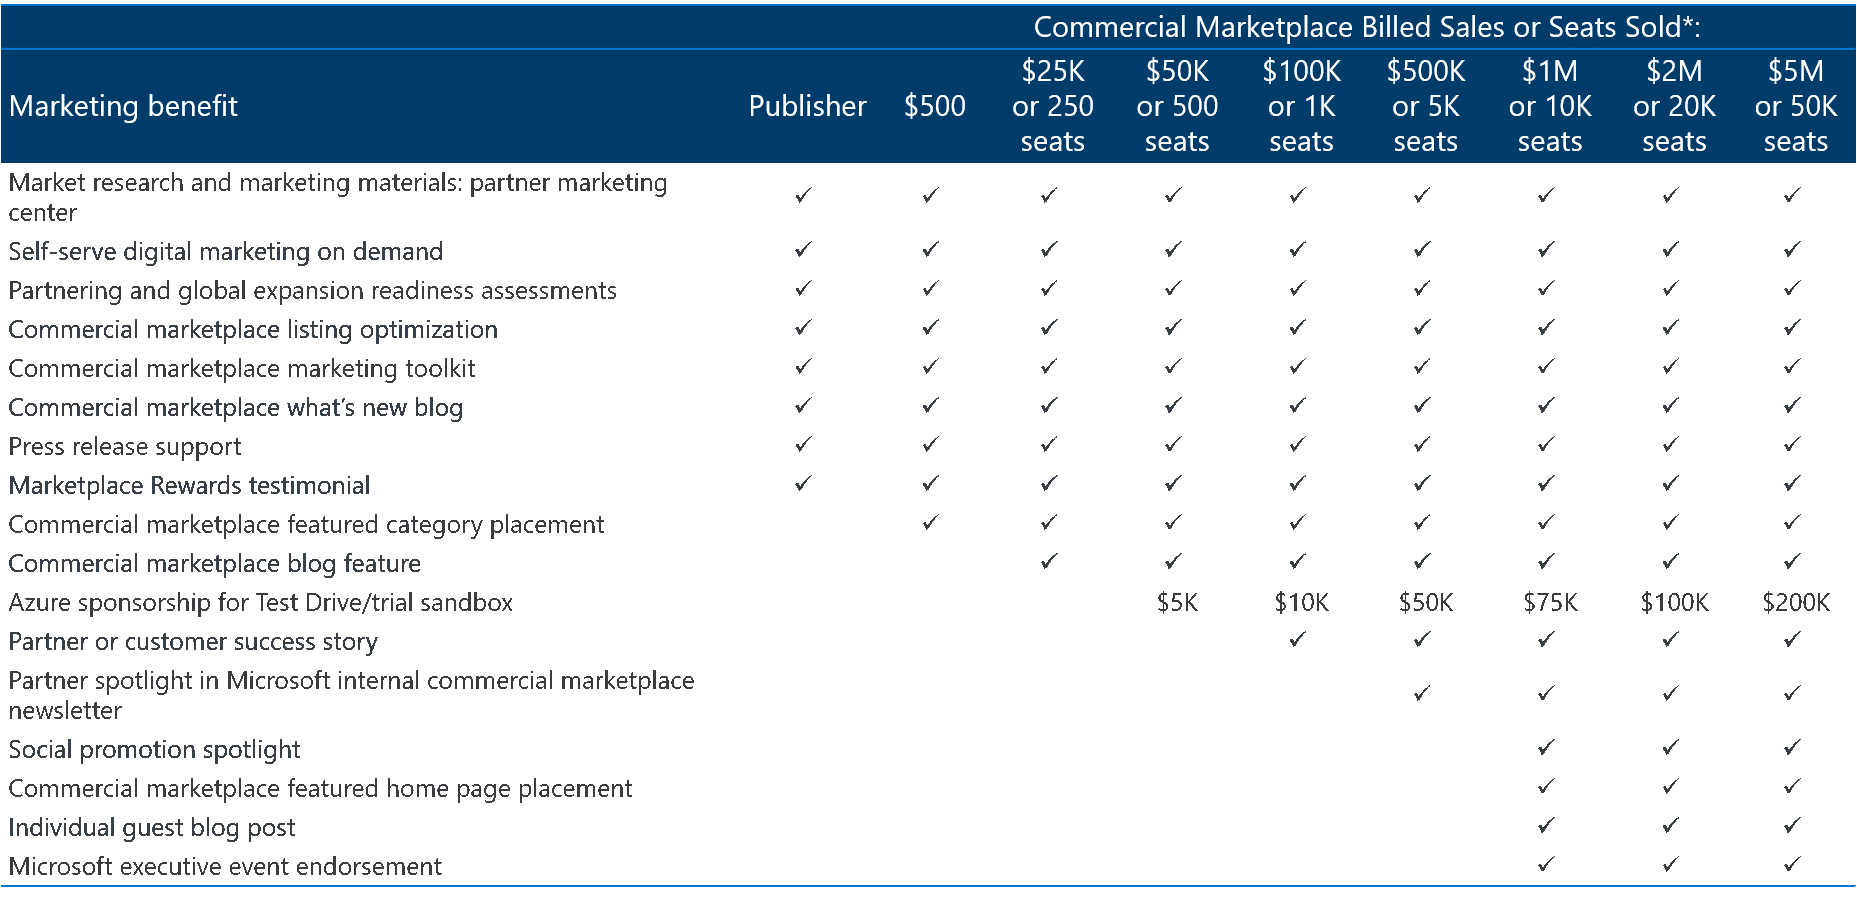 Commercial Marketplace Billed Sales or Seats Sold*:
Marketing benefit Publisher $500 $25K or 250 seats $50K or 500 seats $100K or 1K seats $500K or 5K seats $1M or 10K seats $2M or 20K seats $5M or 50K seats
Market research and marketing materials: partner marketing
center ✓ ✓ ✓ ✓ ✓ ✓ ✓ ✓ ✓
Self-serve digital marketing on demand ✓ ✓ ✓ ✓ ✓ ✓ ✓ ✓ ✓
Partnering and global expansion readiness assessments ✓ ✓ ✓ ✓ ✓ ✓ ✓ ✓ ✓
Commercial marketplace listing optimization ✓ ✓ ✓ ✓ ✓ ✓ ✓ ✓ ✓
Commercial marketplace marketing toolkit ✓ ✓ ✓ ✓ ✓ ✓ ✓ ✓ ✓
Commercial marketplace what’s new blog ✓ ✓ ✓ ✓ ✓ ✓ ✓ ✓ ✓
Press release support ✓ ✓ ✓ ✓ ✓ ✓ ✓ ✓ ✓
Marketplace Rewards testimonial ✓ ✓ ✓ ✓ ✓ ✓ ✓ ✓ ✓
Commercial marketplace featured category placement ✓ ✓ ✓ ✓ ✓ ✓ ✓ ✓
Commercial marketplace blog feature ✓ ✓ ✓ ✓ ✓ ✓ ✓
Azure sponsorship for Test Drive/trial sandbox $5K $10K $50K $75K $100K $200K
Partner or customer success story ✓ ✓ ✓ ✓ ✓
Partner spotlight in Microsoft internal commercial marketplace
newsletter ✓ ✓ ✓ ✓
Social promotion spotlight ✓ ✓ ✓
Commercial marketplace featured home page placement ✓ ✓ ✓
Individual guest blog post ✓ ✓ ✓
Microsoft executive event endorsement ✓ ✓ ✓